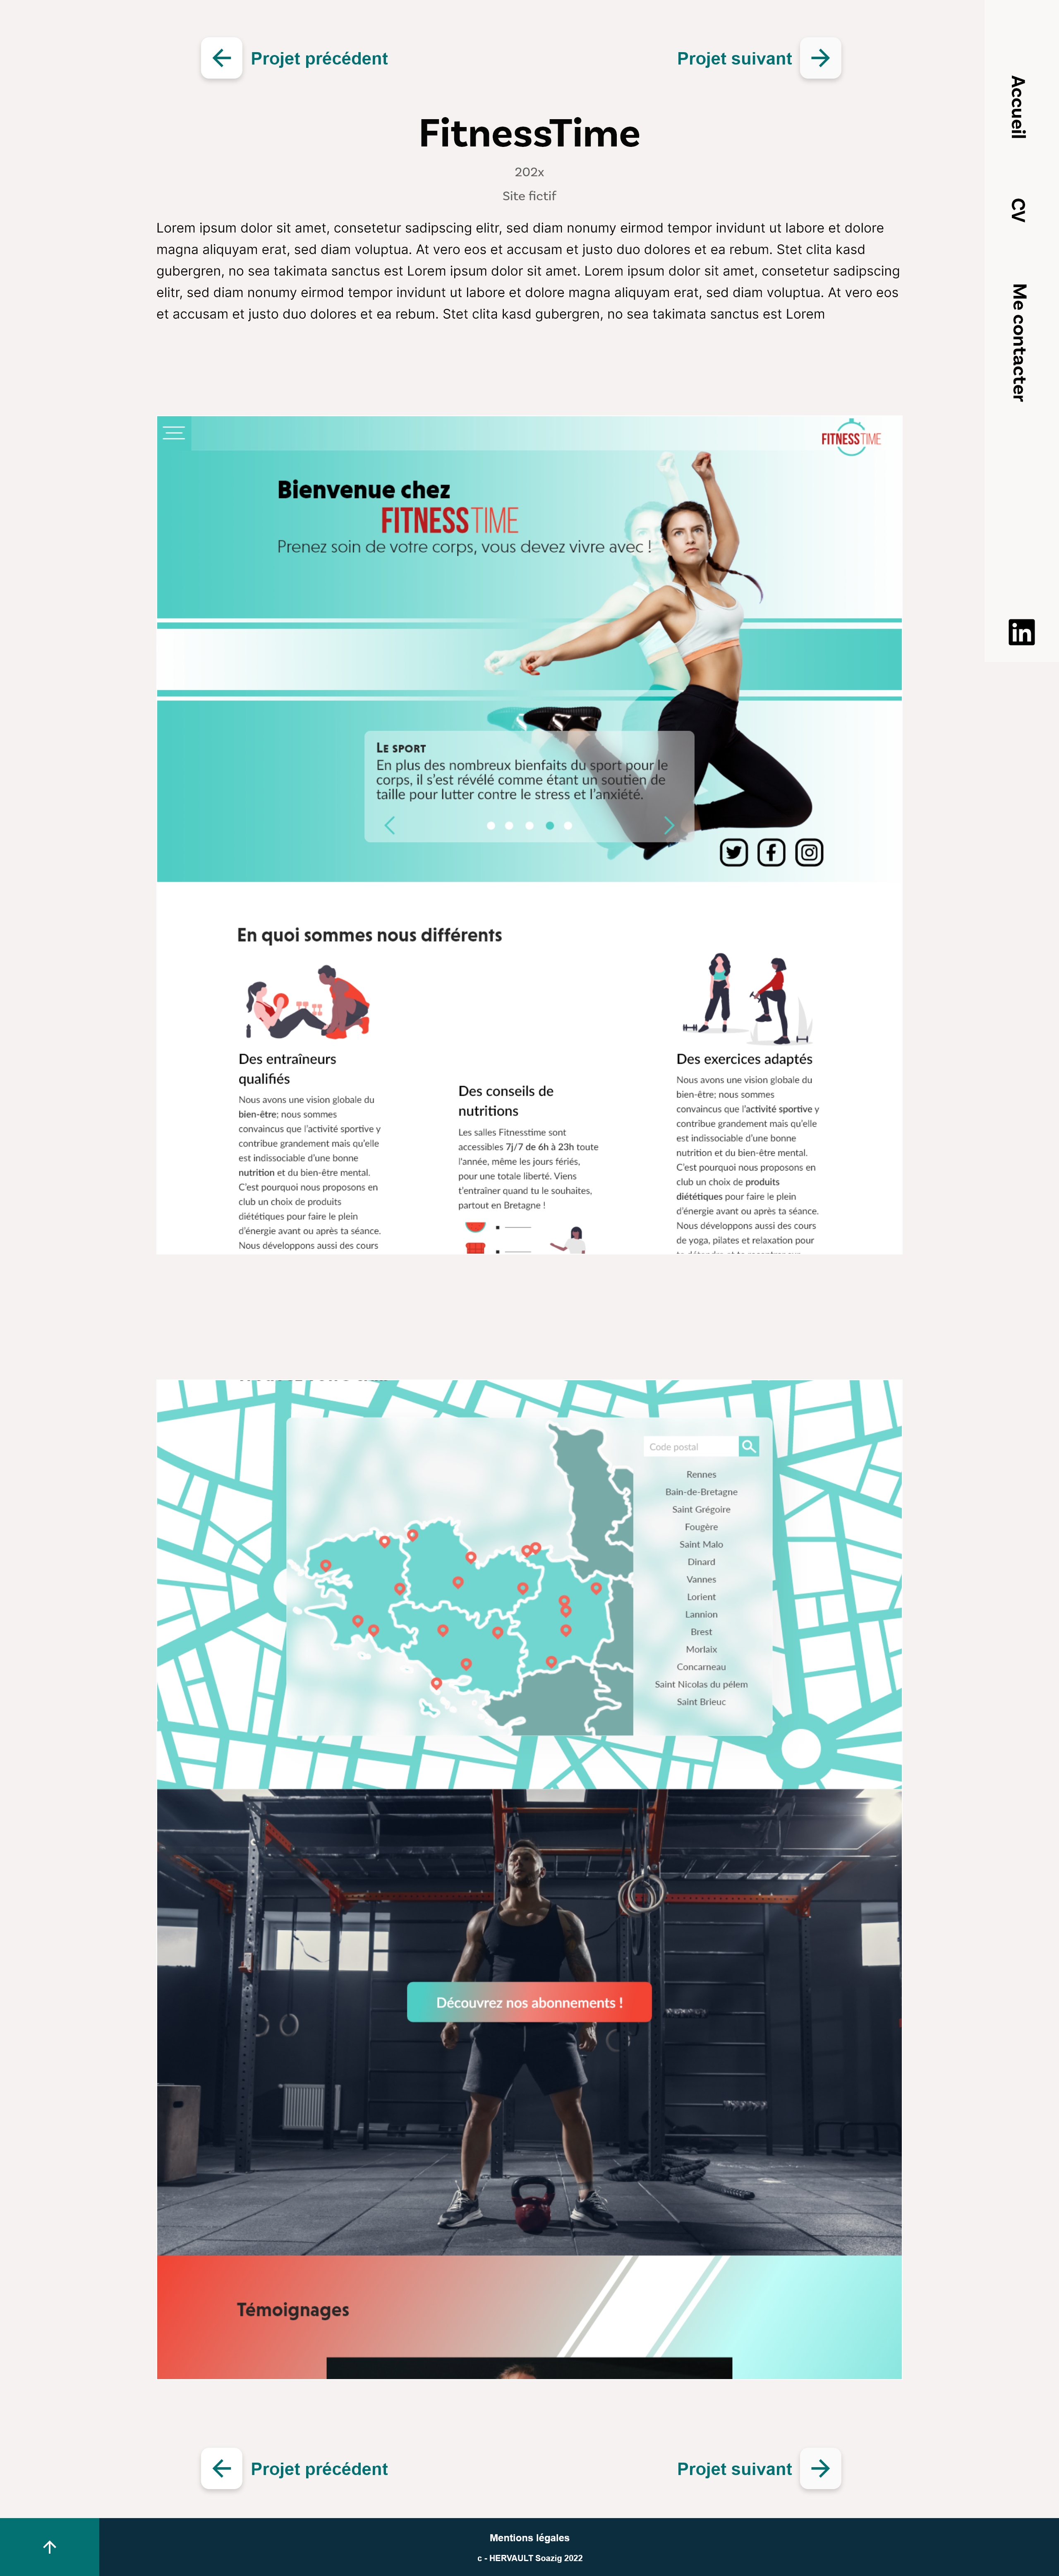 Projet précédent
Projet suivant
Accueil
CV
Me contacter
FitnessTime
202x
Site fictif
Lorem ipsum dolor sit amet, consetetur sadipscing elitr, sed diam nonumy eirmod tempor invidunt ut labore et dolore
magna aliquyam erat, sed diam voluptua. At vero eos et accusam et justo duo dolores et ea rebum. Stet clita kasd
gubergren, no sea takimata sanctus est Lorem ipsum dolor sit amet. Lorem ipsum dolor sit amet, consetetur sadipscing
elitr, sed diam nonumy eirmod tempor invidunt ut labore et dolore magna aliquyam erat, sed diam voluptua. At vero eos
et accusam et justo duo dolores et ea rebum. Stet clita kasd gubergren, no sea takimata sanctus est Lorem
FITNESSTIME
Bienvenue chez
FITNESSTIME
Prenez soin de votre corps, vous devez vivre avec !
in
Le sport
En plus des nombreux bienfaits du sport pour le
corps, il s'est révélé comme étant un soutien de
taille pour lutter contre le stress et l'anxiété.
En quoi sommes nous différents
Des entraîneurs
qualifiés
Nous avons une vision globale du
bien-être; nous sommes
convaincus que l'activité sportive y
contribue grandement mais qu'elle
est indissociable d'une bonne
nutrition et du bien-être mental.
C'est pourquoi nous proposons en
club un choix de produits
diététiques pour faire le plein
d'énergie avant ou après ta séance.
Nous développons aussi des cours
Des conseils de
nutritions
Les salles Fitnesstime sont
accessibles 7j/7 de 6h à 23h toute
l'année, même les jours fériés,
pour une totale liberté. Viens
t'entraîner quand tu le souhaites,
partout en Bretagne !
Des exercices adaptés
Nous avons une vision globale du
bien-être; nous sommes
convaincus que l'activité sportive y
contribue grandement mais qu'elle
est indissociable d'une bonne
nutrition et du bien-être mental.
C'est pourquoi nous proposons en
club un choix de produits
diététiques pour faire le plein
d'énergie avant ou après ta séance.
Nous développons aussi des cours
de yoga, pilates et relaxation pour
Code postal
Rennes
Bain-de-Bretagne
Saint Grégoire
Fougère
Saint Malo
Dinard
Vannes
Lorient
Lannion
Brest
Morlaix
Concarneau
Saint Nicolas du pélem
Saint Brieuc
Découvrez nos abonnements !
Témoignages
Projet précédent
Projet suivant
Mentions légales
c - HERVAULT Soazig 2022